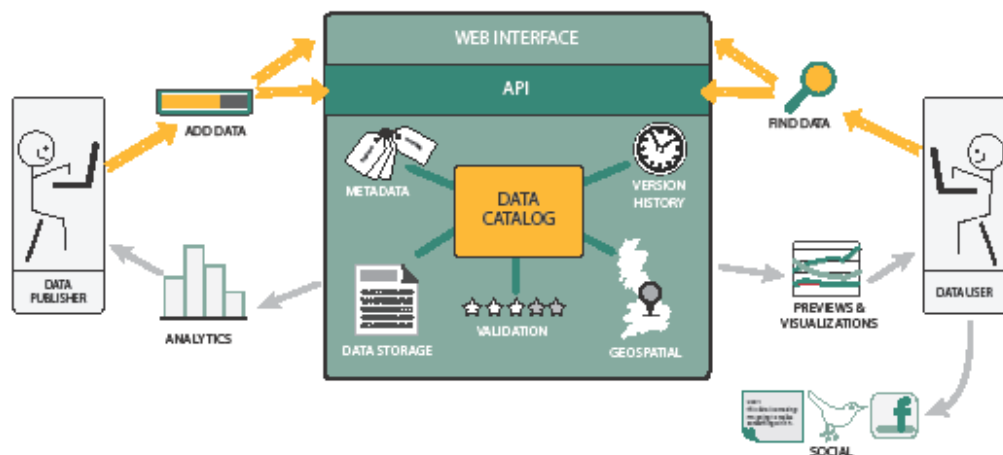 WEB INTERFACE
API
ADD DATA
FIND DATA
METADATA
VERSION
HISTORY
DATA
CATALOG
DATA
PUBLISHER
DATA USER
ANALYTICS
DATA STORAGE
VALIDATION
GEOSPATIAL
PREVIEWS &
VISUALIZATIONS
f
SOCIAL